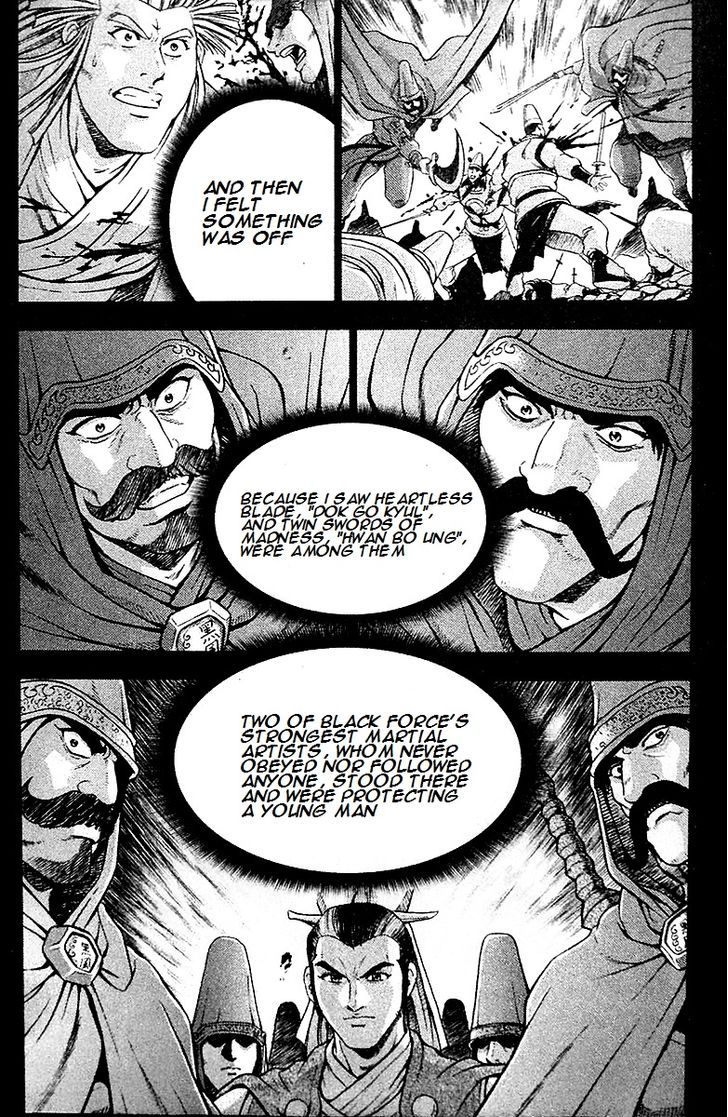 AND THEN
I FELT
SOMETHING
WAS OFF
BECAUSE I SAW HEARTLESS
BLADE, "DOK GO KYUL",
AND TWIN SWORDS OF
MADNESS, "HWAN BO UNG",
WERE AMONG THEM
TWO OF BLACK FORCE'S
STRONGEST MARTIAL
ARTISTS, WHOM NEVER
OBEYED NOR FOLLOWED
ANYONE, STOOD THERE
AND WERE PROTECTING
A YOUNG MAN